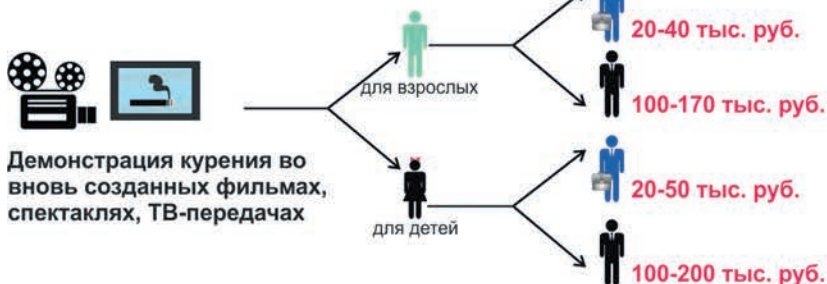 20-40 тыс. руб.
для взрослых
100-170 тыс. руб.
Демонстрация курения во
вновь созданных фильмах,
спектаклях, ТВ-передачах
20-50 тыс. руб.
для детей
100-200 тыс. руб.